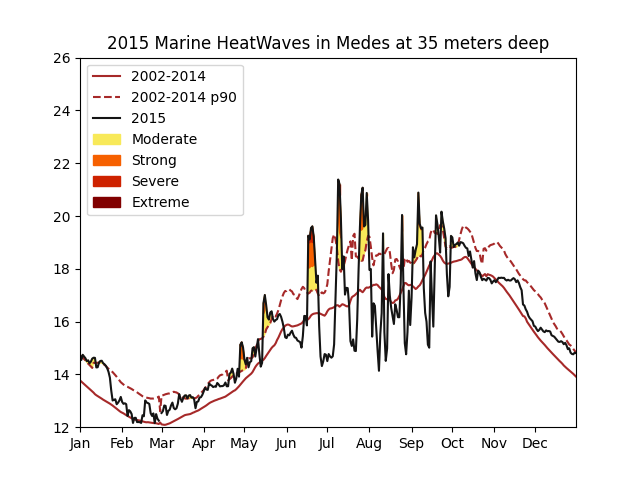 2015 Marine HeatWaves in Medes at 35 meters deep
26
24
22
20
18
16
14
12
2002-2014
2002-2014 p90
2015
Moderate
Strong
Severe
Extreme
Jan Feb Mar Apr May Jun Jul Aug Sep Oct Nov Dec